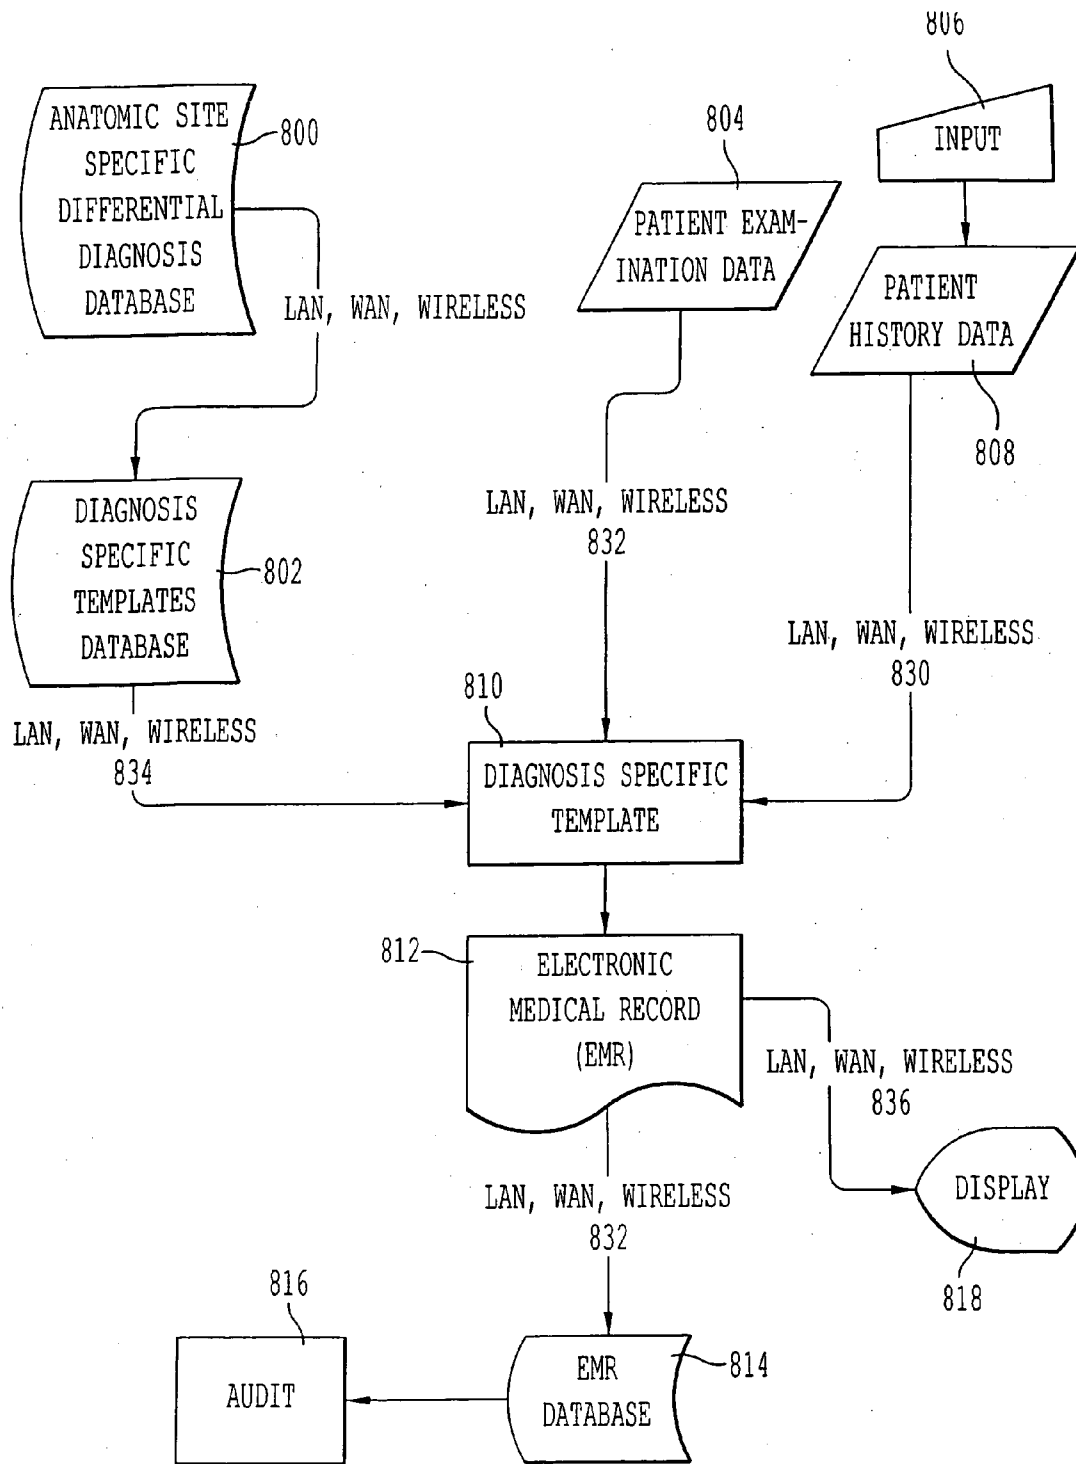 806
ANATOMIC SITE
SPECIFIC
DIFFERENTIAL
DIAGNOSIS
DATABASE
800
804
INPUT
PATIENT EXAM-
INATION DATA
PATIENT
HISTORY DATA
808
LAN, WAN, WIRELESS
DIAGNOSIS
SPECIFIC
TEMPLATES
DATABASE
802
LAN, WAN, WIRELESS
832
LAN, WAN, WIRELESS
830
LAN, WAN, WIRELESS
834
810
DIAGNOSIS SPECIFIC
TEMPLATE
812
ELECTRONIC
MEDICAL RECORD
(EMR)
LAN, WAN, WIRELESS
836
LAN, WAN, WIRELESS
832
DISPLAY
818
816
AUDIT
EMR
DATABASE
814